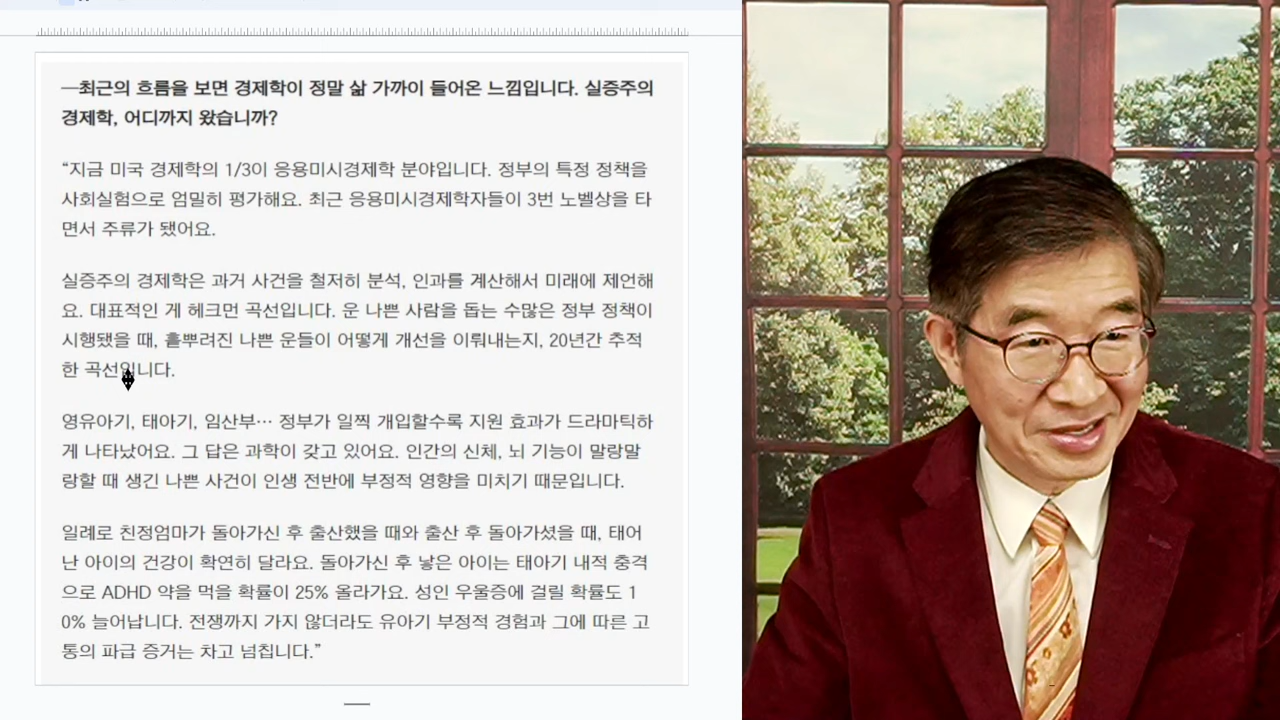 —최근의 흐름을 보면 경제학이 정말 삶 가까이 들어온 느낌입니다. 실증주의
경제학, 어디까지 왔습니까?
“지금 미국 경제학의 1/3이 응용미시경제학 분야입니다. 정부의 특정 정책을
사회실험으로 엄밀히 평가해요. 최근 응용미시경제학자들이 3번 노벨상을 타
면서 주류가 됐어요.
실증주의 경제학은 과거 사건을 철저히 분석, 인과를 계산해서 미래에 제언해
요. 대표적인 게 헤크먼 곡선입니다. 운 나쁜 사람을 돕는 수많은 정부 정책이
시행됐을 때, 흩뿌려진 나쁜 운들이 어떻게 개선을 이뤄내는지, 20년간 추적
한 곡선입니다.
영유아기, 태아기, 임산부… 정부가 일찍 개입할수록 지원 효과가 드라마틱하
게 나타났어요. 그 답은 과학이 갖고 있어요. 인간의 신체, 뇌 기능이 말랑말
랑할 때 생긴 나쁜 사건이 인생 전반에 부정적 영향을 미치기 때문입니다.
일례로 친정엄마가 돌아가신 후 출산했을 때와 출산 후 돌아가셨을 때, 태어
난 아이의 건강이 확연히 달라요. 돌아가신 후 낳은 아이는 태아기 내적 충격
으로 ADHD 약을 먹을 확률이 25% 올라가요. 성인 우울증에 걸릴 확률도 1
0% 늘어납니다. 전쟁까지 가지 않더라도 유아기 부정적 경험과 그에 따른 고
통의 파급 증거는 차고 넘칩니다.”